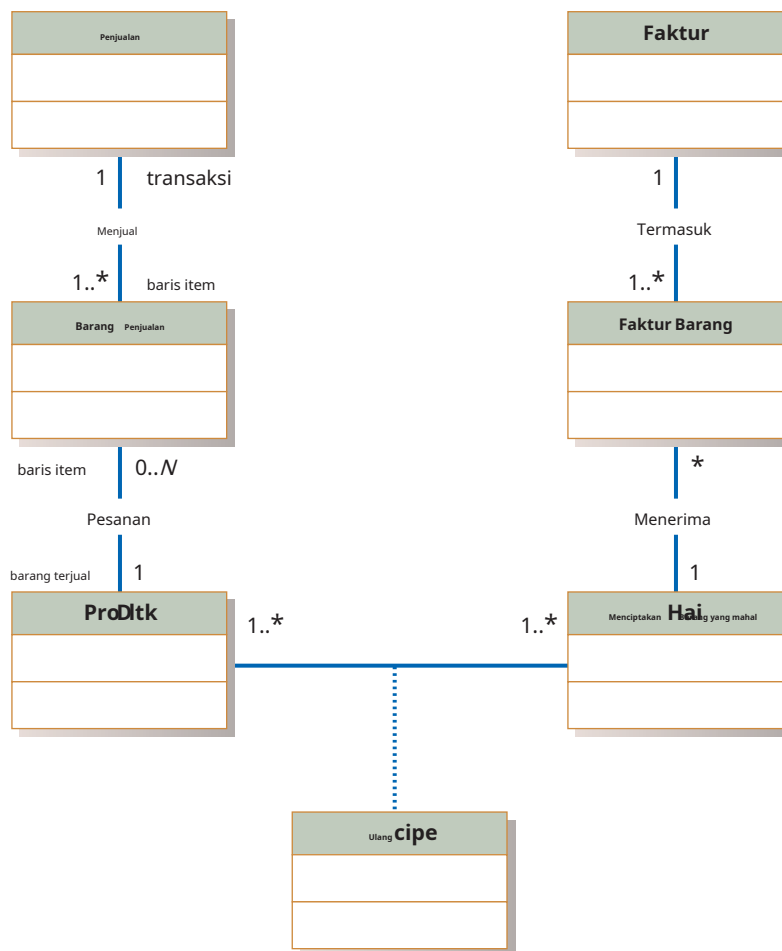 Penjualan
Faktur
1 transaksi
1
Menjual
Termasuk
1..* baris item
1..*
Barang Penjualan
Faktur Barang
baris item 0..N
*
Pesanan
Menerima
barang terjual 1
1
1..*
1..*
Menciptakan Hai yang mahal
Ulang cipe